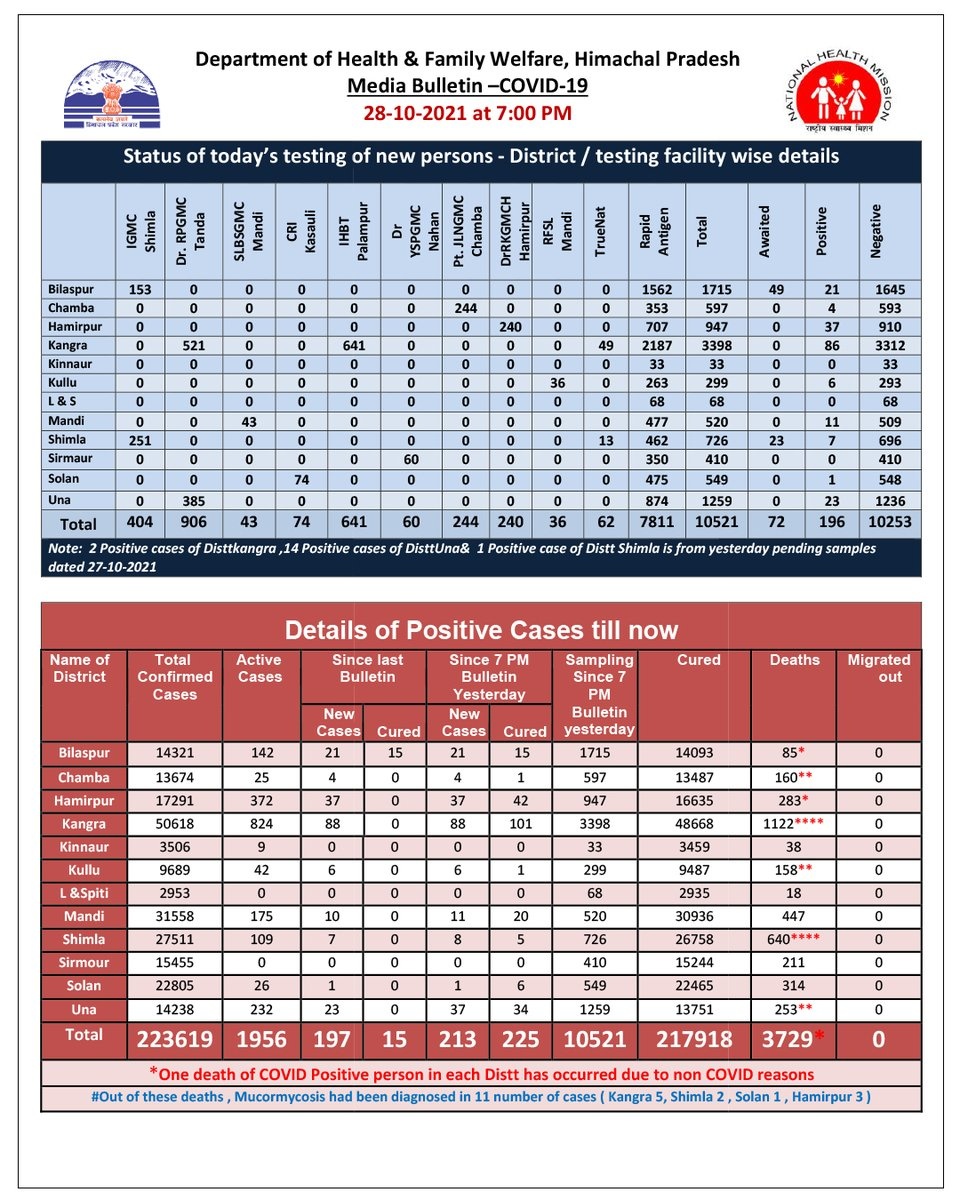 Department of Health & Family Welfare, Himachal Pradesh
Media Bulletin –COVID-19
28-10-2021 at 7:00 PM
NATIONAL HEALTH MISSION
राष्ट्रीय स्वास्थ्य मिशन
सत्यमेव जयते
हिमाचल प्रदेश सरकार
Status of today’s testing of new persons - District / testing facility wise details
IGMC Shimla Dr. RPGMC Tanda SLBSGMC Mandi CRI Kasauli IHBT Palampur Dr YSPGMC Nahan Pt. JLNGMC Chamba DrRKGMCH Hamirpur RFSL Mandi TrueNat Rapid Antigen Total Awaited Positive Negative
Bilaspur 153 0 0 0 0 0 0 0 0 0 1562 1715 49 21 1645
Chamba 0 0 0 0 0 0 244 0 0 0 353 597 0 4 593
Hamirpur 0 0 0 0 0 0 0 240 0 0 707 947 0 37 910
Kangra 0 521 0 0 641 0 0 0 0 49 2187 3398 0 86 3312
Kinnaur 0 0 0 0 0 0 0 0 0 0 33 33 0 0 33
Kullu 0 0 0 0 0 0 0 0 36 0 263 299 0 6 293
L & S 0 0 0 0 0 0 0 0 0 0 68 68 0 0 68
Mandi 0 0 43 0 0 0 0 0 0 0 477 520 0 11 509
Shimla 251 0 0 0 0 0 0 0 0 13 462 726 23 7 696
Sirmaur 0 0 0 0 0 60 0 0 0 0 350 410 0 0 410
Solan 0 0 0 74 0 0 0 0 0 0 475 549 0 1 548
Una 0 385 0 0 0 0 0 0 0 0 874 1259 0 23 1236
Total 404 906 43 74 641 60 244 240 36 62 7811 10521 72 196 10253
Note: 2 Positive cases of Disttkangra ,14 Positive cases of DisttUna& 1 Positive case of Distt Shimla is from yesterday pending samples
dated 27-10-2021
Details of Positive Cases till now
Name of District Total Confirmed Cases Active Cases Since last Bulletin Since 7 PM Bulletin Yesterday Sampling Since 7 PM Bulletin yesterday Cured Deaths Migrated out
New Cases Cured New Cases Cured
Bilaspur 14321 142 21 15 21 15 1715 14093 85* 0
Chamba 13674 25 4 0 4 1 597 13487 160** 0
Hamirpur 17291 372 37 0 37 42 947 16635 283* 0
Kangra 50618 824 88 0 88 101 3398 48668 1122**** 0
Kinnaur 3506 9 0 0 0 0 33 3459 38 0
Kullu 9689 42 6 0 6 1 299 9487 158** 0
L &Spiti 2953 0 0 0 0 0 68 2935 18 0
Mandi 31558 175 10 0 11 20 520 30936 447 0
Shimla 27511 109 7 0 8 5 726 26758 640**** 0
Sirmour 15455 0 0 0 0 0 410 15244 211 0
Solan 22805 26 1 0 1 6 549 22465 314 0
Una 14238 232 23 0 37 34 1259 13751 253** 0
Total 223619 1956 197 15 213 225 10521 217918 3729* 0
*One death of COVID Positive person in each Distt has occurred due to non COVID reasons
#Out of these deaths , Mucormycosis had been diagnosed in 11 number of cases ( Kangra 5, Shimla 2 , Solan 1 , Hamirpur 3 )